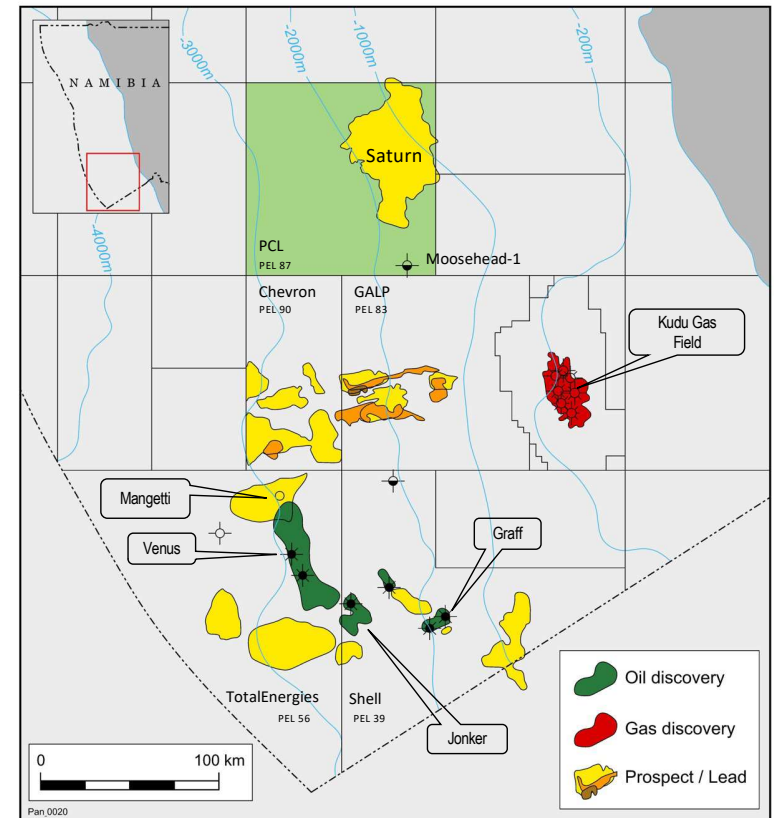 NAMIBIA
-3000m
-2000m
-1000m
-200m
-4000m
Saturn
PCL
PEL 87
Moosehead-1
Chevron
PEL 90
GALP
PEL 83
Kudu Gas
Field
Mangetti
Venus
Graff
TotalEnergies
PEL 56
Shell
PEL 39
Jonker
Oil discovery
Gas discovery
Prospect / Lead
0
100 km
Pan_0020